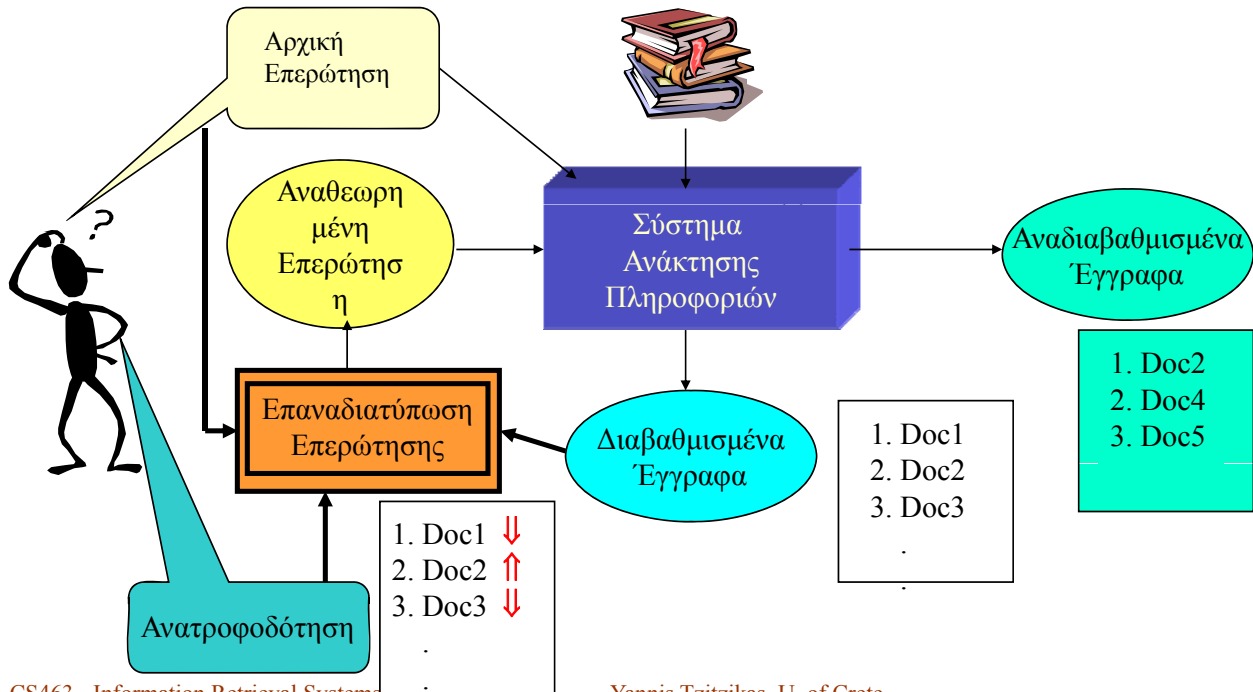 Αρχική
Επερώτηση
?
Αναθεωρη
μένη
Επερώτησ
η
Σύστημα
Ανάκτησης
Πληροφοριών
Αναδιαβαθμισμένα
Έγγραφα
1. Doc2
2. Doc4
3. Doc5
Επαναδιατύπωση
Επερώτησης
Διαβαθμισμένα
Έγγραφα
1. Doc1
2. Doc2
3. Doc3
.
.
1. Doc1 ⇓
2. Doc2 ⇑
3. Doc3 ⇓
.
.
Ανατροφοδότηση
CS463 - Information Retrieval Systems
Yannis Tzitzikas, U. of Crete